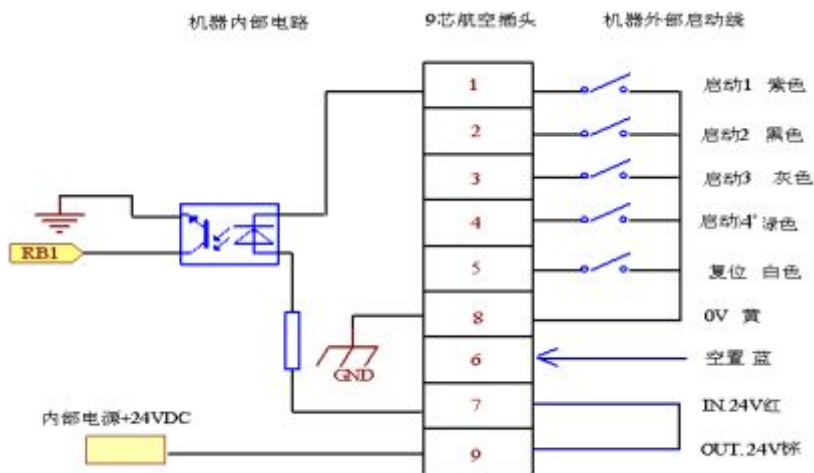 机器内部电路 9芯航空插头 机器外部启动线
1 启动1 紫色
2 启动2 黑色
3 启动3 灰色
4 启动4 绿色
RB1
5 复位 白色
8 0V 黄
GND
6 空置 蓝
7 IN.24V红
内部电源+24VDC
9 OUT.24V棕